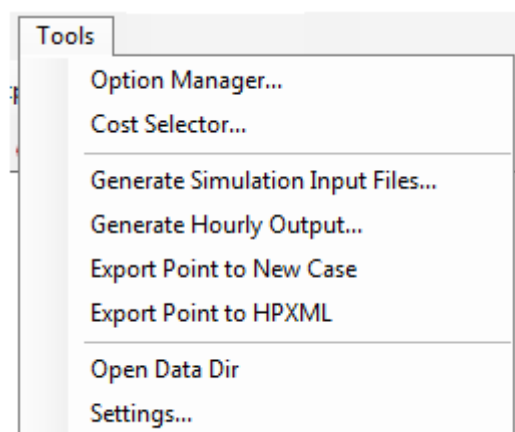 Tools
Option Manager...
Cost Selector...
Generate Simulation Input Files...
Generate Hourly Output...
Export Point to New Case
Export Point to HPXML
Open Data Dir
Settings...